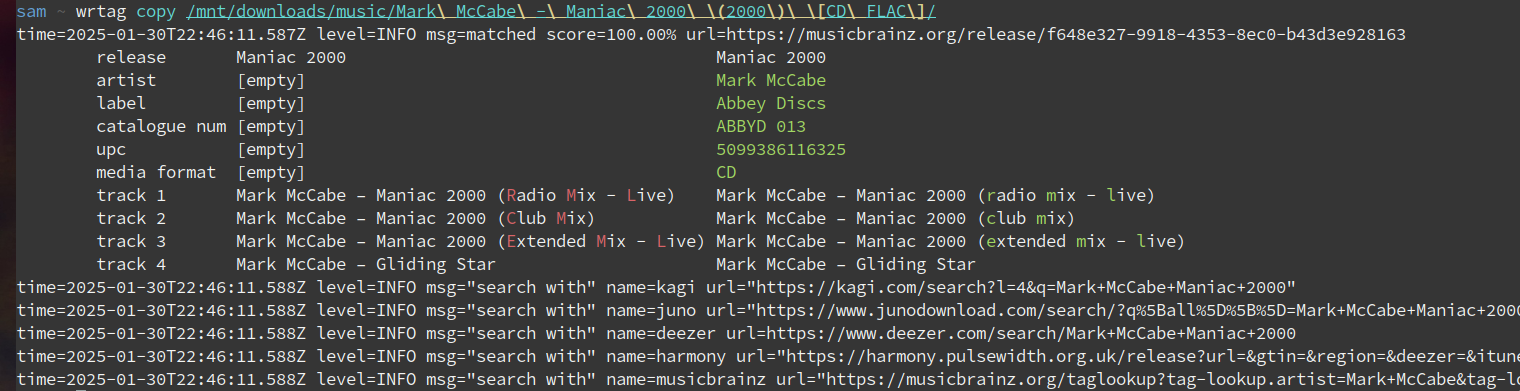 sam ~ wrtag copy /mnt/downloads/music/Mark\ McCabe\ -\ Maniac\ 2000\ \(2000\)\ \[CD\ FLAC\]/
time=2025-01-30T22:46:11.587Z level=INFO msg=matched score=100.00% url=https://musicbrainz.org/release/f648e327-9918-4353-8ec0-b43d3e928163
release Maniac 2000 Maniac 2000
artist [empty] Mark McCabe
label [empty] Abbey Discs
catalogue num [empty] ABBYD 013
upc [empty] 5099386116325
media format [empty] CD
track 1 Mark McCabe – Maniac 2000 (Radio Mix – Live) Mark McCabe – Maniac 2000 (radio mix – live)
track 2 Mark McCabe – Maniac 2000 (Club Mix) Mark McCabe – Maniac 2000 (club mix)
track 3 Mark McCabe – Maniac 2000 (Extended Mix – Live) Mark McCabe – Maniac 2000 (extended mix – live)
track 4 Mark McCabe – Gliding Star Mark McCabe – Gliding Star
time=2025-01-30T22:46:11.588Z level=INFO msg="search with" name=kagi url="https://kagi.com/search?l=4&q=Mark+McCabe+Maniac+2000"
time=2025-01-30T22:46:11.588Z level=INFO msg="search with" name=juno url="https://www.junodownload.com/search/?q%5Ball%5D%5B%5D=Mark+McCabe+Maniac+2000
time=2025-01-30T22:46:11.588Z level=INFO msg="search with" name=deezer url=https://www.deezer.com/search/Mark+McCabe+Maniac+2000
time=2025-01-30T22:46:11.588Z level=INFO msg="search with" name=harmony url="https://harmony.pulsewidth.org.uk/release?url=&gtin=&region=&deezer=&itune
time=2025-01-30T22:46:11.588Z level=INFO msg="search with" name=musicbrainz url="https://musicbrainz.org/taglookup?tag-lookup.artist=Mark+McCabe&tag-lo